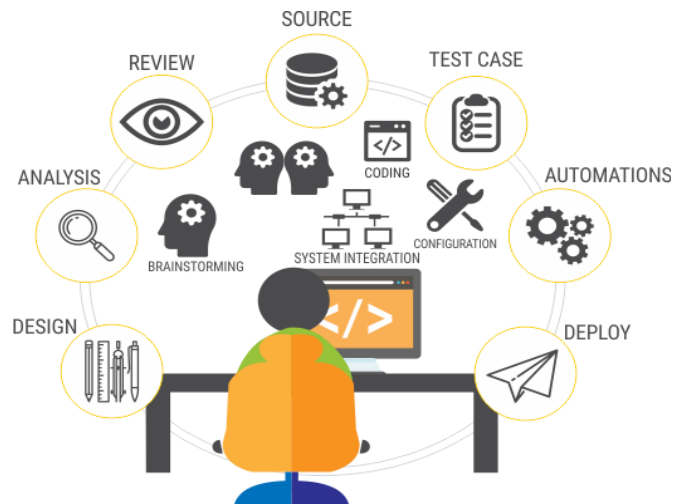 SOURCE
REVIEW
TEST CASE
ANALYSIS
</>
CODING
AUTOMATIONS
BRAINSTORMING
SYSTEM INTEGRATION
CONFIGURATION
DESIGN
</>
DEPLOY